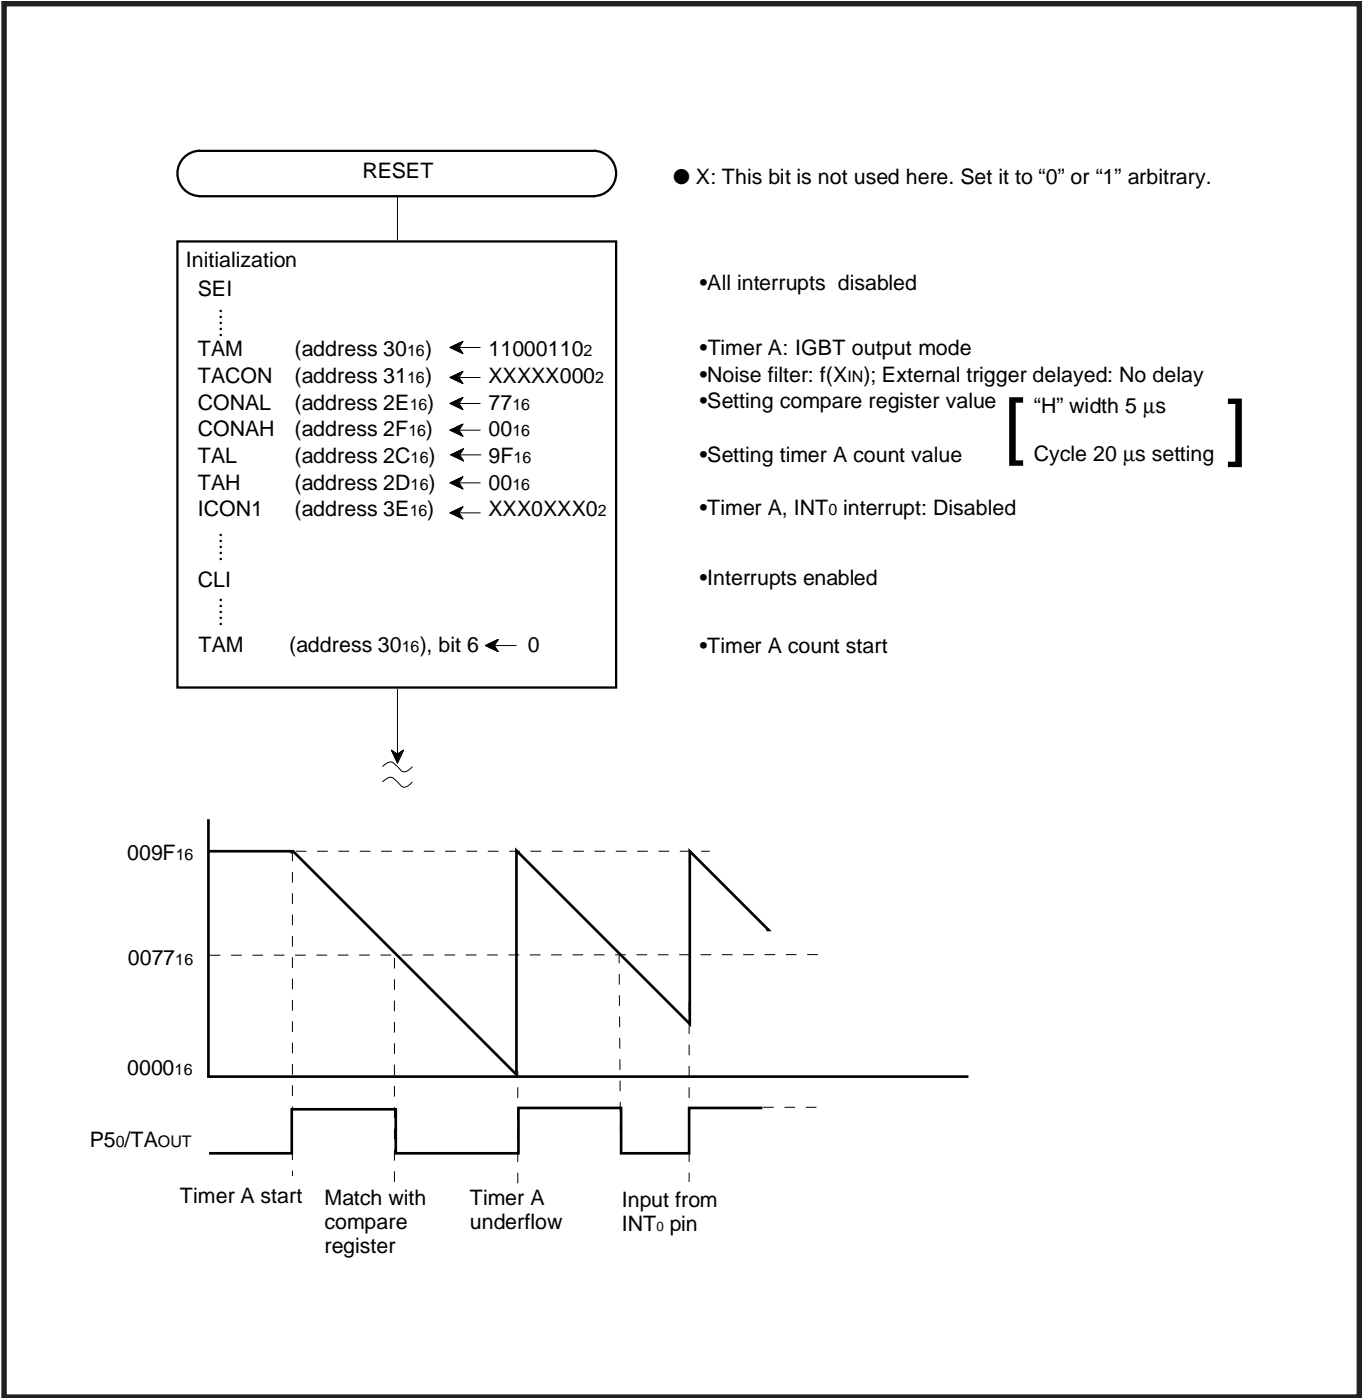 RESET
● X: This bit is not used here. Set it to “0” or “1” arbitrary.
Initialization
SEI •All interrupts disabled
TAM (address 3016) ← 110001102 •Timer A: IGBT output mode
TACON (address 3116) ← XXXXX0002 •Noise filter: f(XIN); External trigger delayed: No delay
CONAL (address 2E16) ← 7716 •Setting compare register value [ “H” width 5 μs
CONAH (address 2F16) ← 0016
TAL (address 2C16) ← 9F16 •Setting timer A count value Cycle 20 μs setting ]
TAH (address 2D16) ← 0016
ICON1 (address 3E16) ← XXX0XXX02 •Timer A, INT0 interrupt: Disabled
CLI •Interrupts enabled
TAM (address 3016), bit 6 ← 0 •Timer A count start
009F16
007716
000016
P50/TAOUT
Timer A start
Match with
compare
register
Timer A
underflow
Input from
INT0 pin